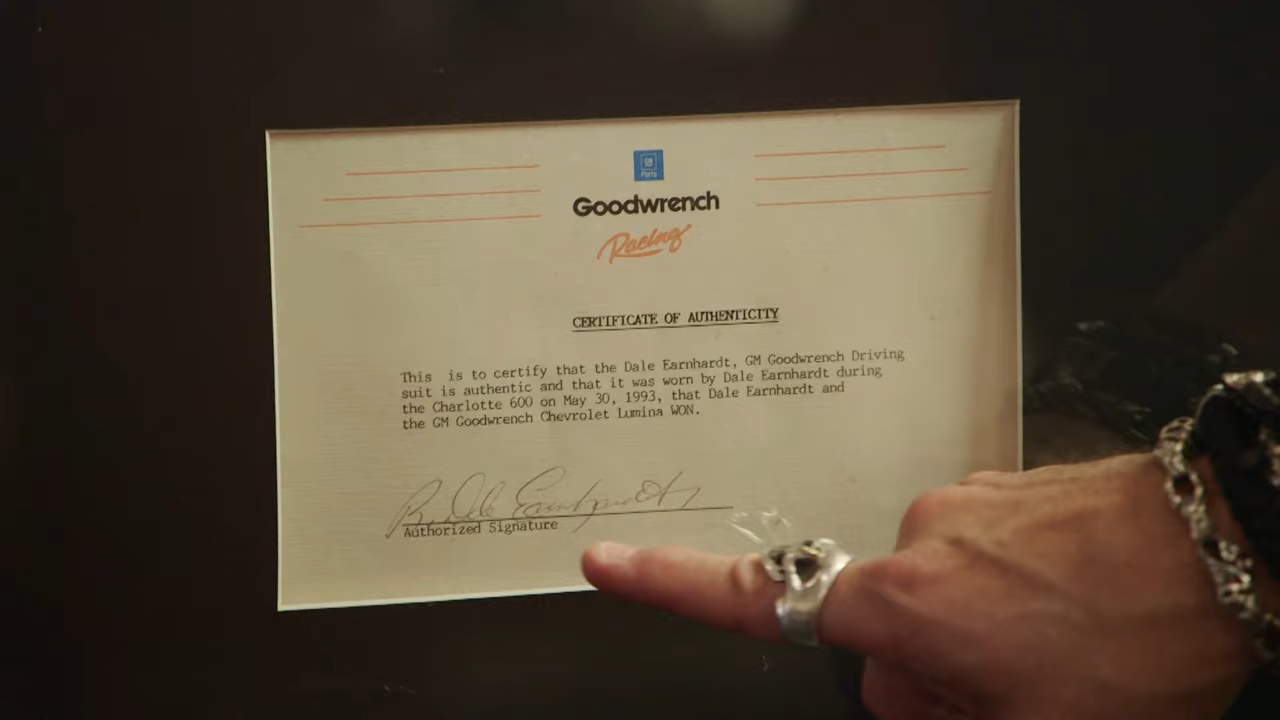 GM
Parts
Goodwrench
Racing
CERTIFICATE OF AUTHENTICITY
This is to certify that the Dale Earnhardt, GM Goodwrench Driving
suit is authentic and that it was worn by Dale Earnhardt during
the Charlotte 600 on May 30, 1993, that Dale Earnhardt and
the GM Goodwrench Chevrolet Lumina WON.
R. Dale Earnhardt
Authorized Signature